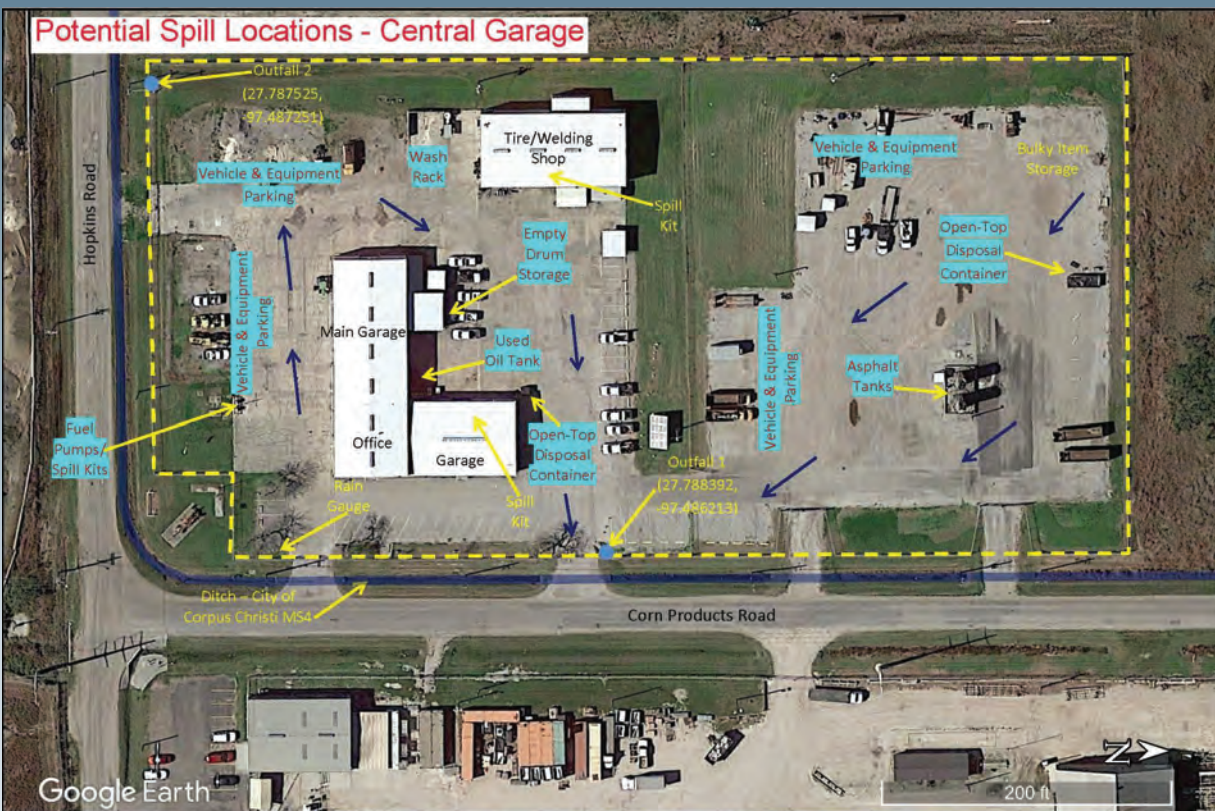 Potential Spill Locations - Central Garage
Outfall 2
(27.787525,
-97.487251)
Hopkins Road
Vehicle & Equipment
Parking
Wash
Rack
Tire/Welding
Shop
Spill
Kit
Vehicle & Equipment
Parking
Bulky Item
Storage
Open-Top
Disposal
Container
Empty
Drum
Storage
Vehicle & Equipment
Parking
Main Garage
Used
Oil Tank
Vehicle & Equipment
Parking
Asphalt
Tanks
Fuel
Pumps/
Spill Kits
Office
Garage
Open-Top
Disposal
Container
Outfall 1
(27.788392,
-97.486213)
Rain
Gauge
Spill
Kit
Ditch – City of
Corpus Christi MS4
Corn Products Road
N
Google Earth
200 ft